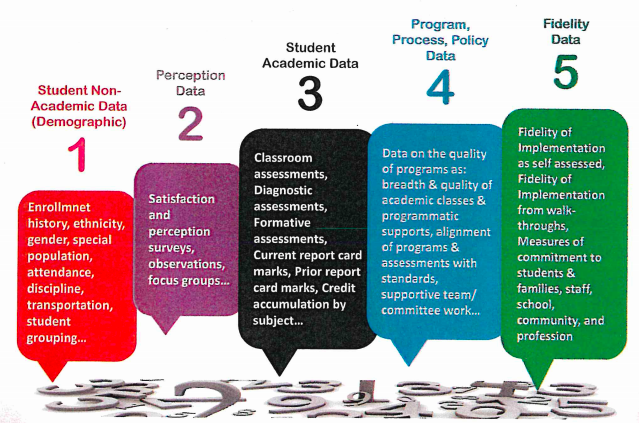 Student Non-
Academic Data
(Demographic)
1
Enrollmnet
history, ethnicity,
gender, special
population,
attendance,
discipline,
transportation,
student
grouping...
Perception
Data
2
Satisfaction
and
perception
surveys,
observations,
focus groups...
Student
Academic Data
3
Classroom
assessments,
Diagnostic
assessments,
Formative
assessments,
Current report card
marks, Prior report
card marks, Credit
accumulation by
subject...
Program,
Process, Policy
Data
4
Data on the quality
of programs as:
breadth & quality of
academic classes &
programmatic
supports, alignment
of programs &
assessments with
standards,
supportive team/
committee work...
Fidelity
Data
5
Fidelity of
Implementation
as self assessed,
Fidelity of
Implementation
from walk-
throughs,
Measures of
commitment to
students &
families, staff,
school,
community, and
profession